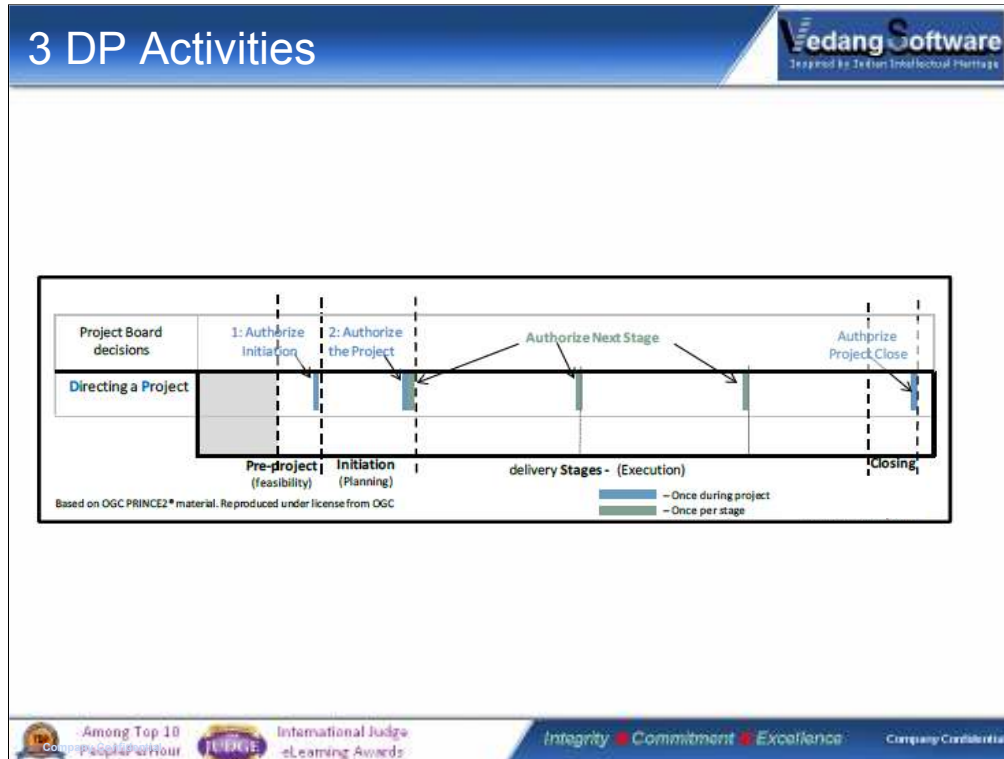 3 DP Activities
Vedang Software
Inspired by Indian Intellectual Heritage
Project Board
decisions
1: Authorize
Initiation
2: Authorize
the Project
Authorize Next Stage
Authorize
Project Close
Directing a Project
Pre-project
(feasibility)
Initiation
(Planning)
delivery Stages - (Execution)
Closing
Based on OGC PRINCE2® material. Reproduced under license from OGC
– Once during project
– Once per stage
Among Top 10
PeoplePerHour
JUDGE
International Judge
eLearning Awards
Integrity Commitment Excellence
Company Confidential